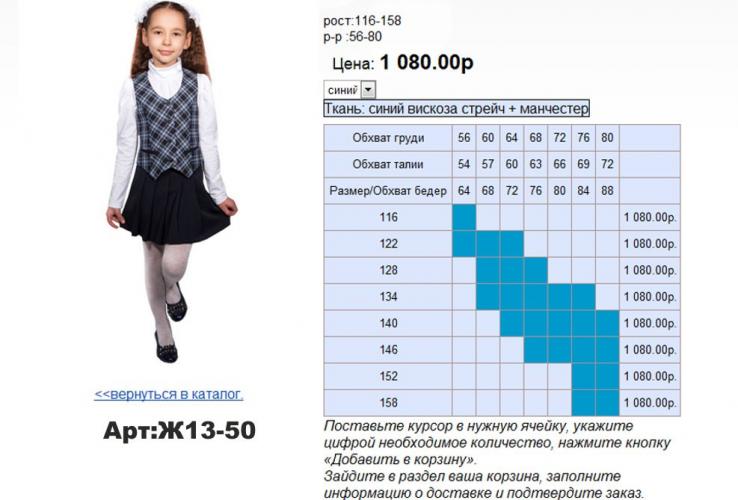 рост:116-158
р-р :56-80
Цена: 1 080.00р
синий
Ткань: синий вискоза стрейч + манчестер
Обхват груди 56 60 64 68 72 76 80
Обхват талии 54 57 60 63 66 69 72
Размер/Обхват бедер 64 68 72 76 80 84 88
116 1 080.00р.
122 1 080.00р.
128 1 080.00р.
134 1 080.00р.
140 1 080.00р.
146 1 080.00р.
152 1 080.00р.
158 1 080.00р.
<<вернуться в каталог.
Арт:Ж13-50
Поставьте курсор в нужную ячейку, укажите
цифрой необходимое количество, нажмите кнопку
«Добавить в корзину».
Зайдите в раздел ваша корзина, заполните
информацию о доставке и подтвердите заказ.